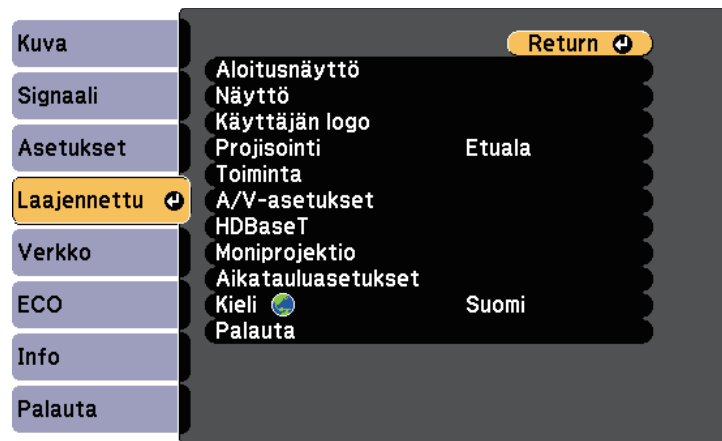 Kuva
Signaali
Asetukset
Laajennettu
Verkko
ECO
Info
Palauta
Return
Aloitusnäyttö
Näyttö
Käyttäjän logo
Projisointi Etuala
Toiminta
A/V-asetukset
HDBaseT
Moniprojektio
Aikatauluasetukset
Kieli Suomi
Palauta